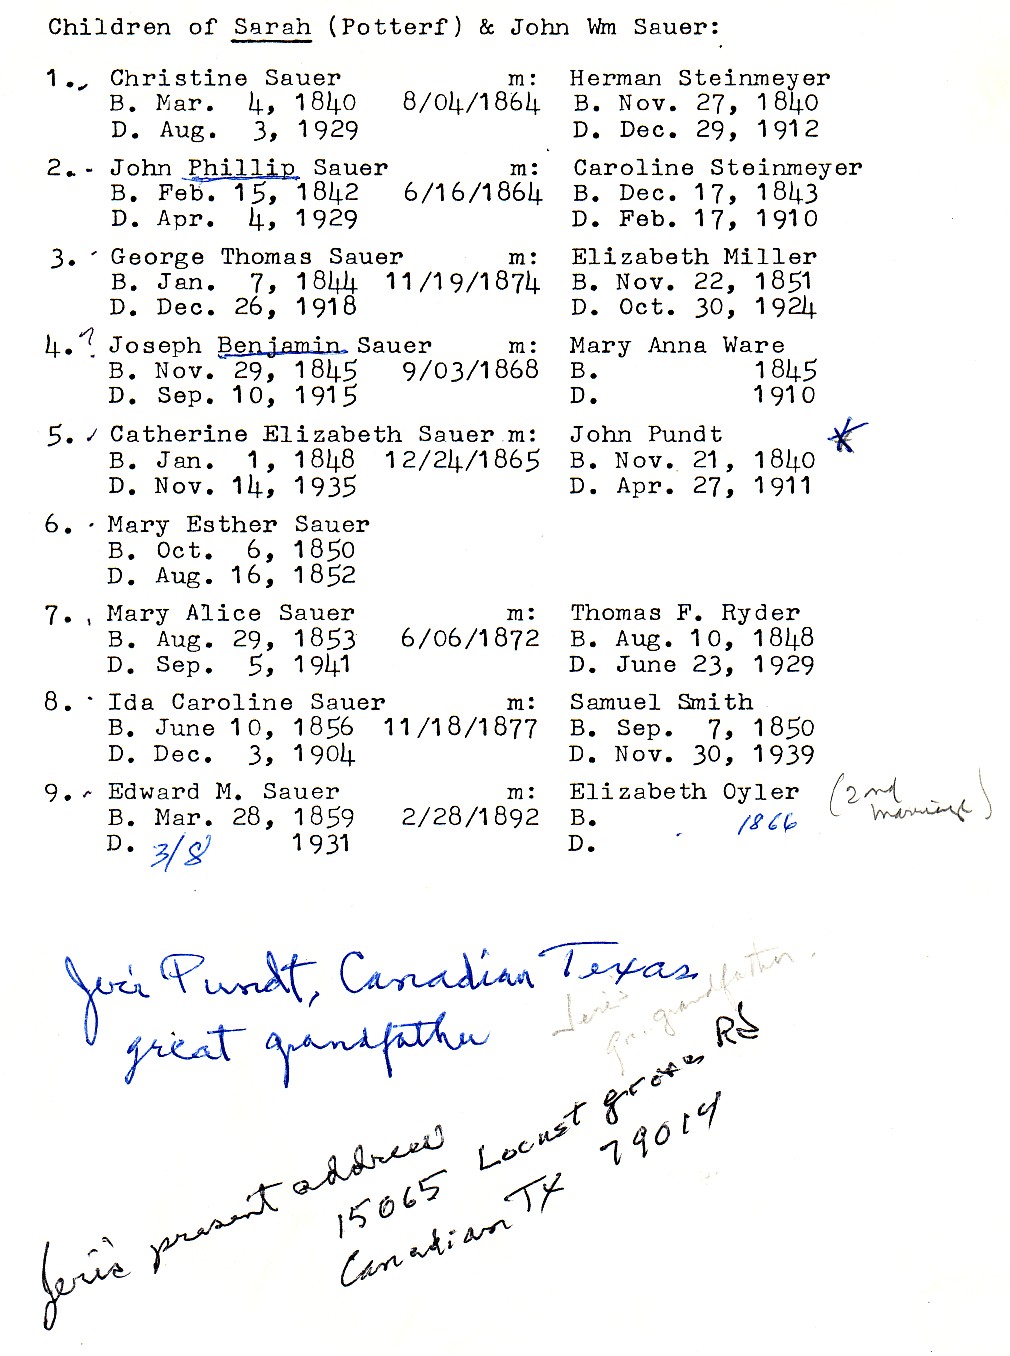 Children of Sarah (Potterf) & John Wm Sauer:
1. Christine Sauer m: Herman Steinmeyer
B. Mar. 4, 1840 8/04/1864 B. Nov. 27, 1840
D. Aug. 3, 1929 D. Dec. 29, 1912
2. - John Phillip Sauer m: Caroline Steinmeyer
B. Feb. 15, 1842 6/16/1864 B. Dec. 17, 1843
D. Apr. 4, 1929 D. Feb. 17, 1910
3. George Thomas Sauer m: Elizabeth Miller
B. Jan. 7, 1844 11/19/1874 B. Nov. 22, 1851
D. Dec. 26, 1918 D. Oct. 30, 1924
4. ? Joseph Benjamin Sauer m: Mary Anna Ware
B. Nov. 29, 1845 9/03/1868 B. 1845
D. Sep. 10, 1915 D. 1910
5. ✓ Catherine Elizabeth Sauer m: John Pundt *
B. Jan. 1, 1848 12/24/1865 B. Nov. 21, 1840
D. Nov. 14, 1935 D. Apr. 27, 1911
6. Mary Esther Sauer
B. Oct. 6, 1850
D. Aug. 16, 1852
7. Mary Alice Sauer m: Thomas F. Ryder
B. Aug. 29, 1853 6/06/1872 B. Aug. 10, 1848
D. Sep. 5, 1941 D. June 23, 1929
8. Ida Caroline Sauer m: Samuel Smith
B. June 10, 1856 11/18/1877 B. Sep. 7, 1850
D. Dec. 3, 1904 D. Nov. 30, 1939
9. Edward M. Sauer m: Elizabeth Oyler (2nd marriage)
B. Mar. 28, 1859 2/28/1892 B. 1866
D. 3/8 1931 D.
Jeri Pundt, Canadian Texas
great grandfather
Jeri's
gr. grandfather.
Jeri's present address
15065 Locust grove Rd
Canadian TX 79014